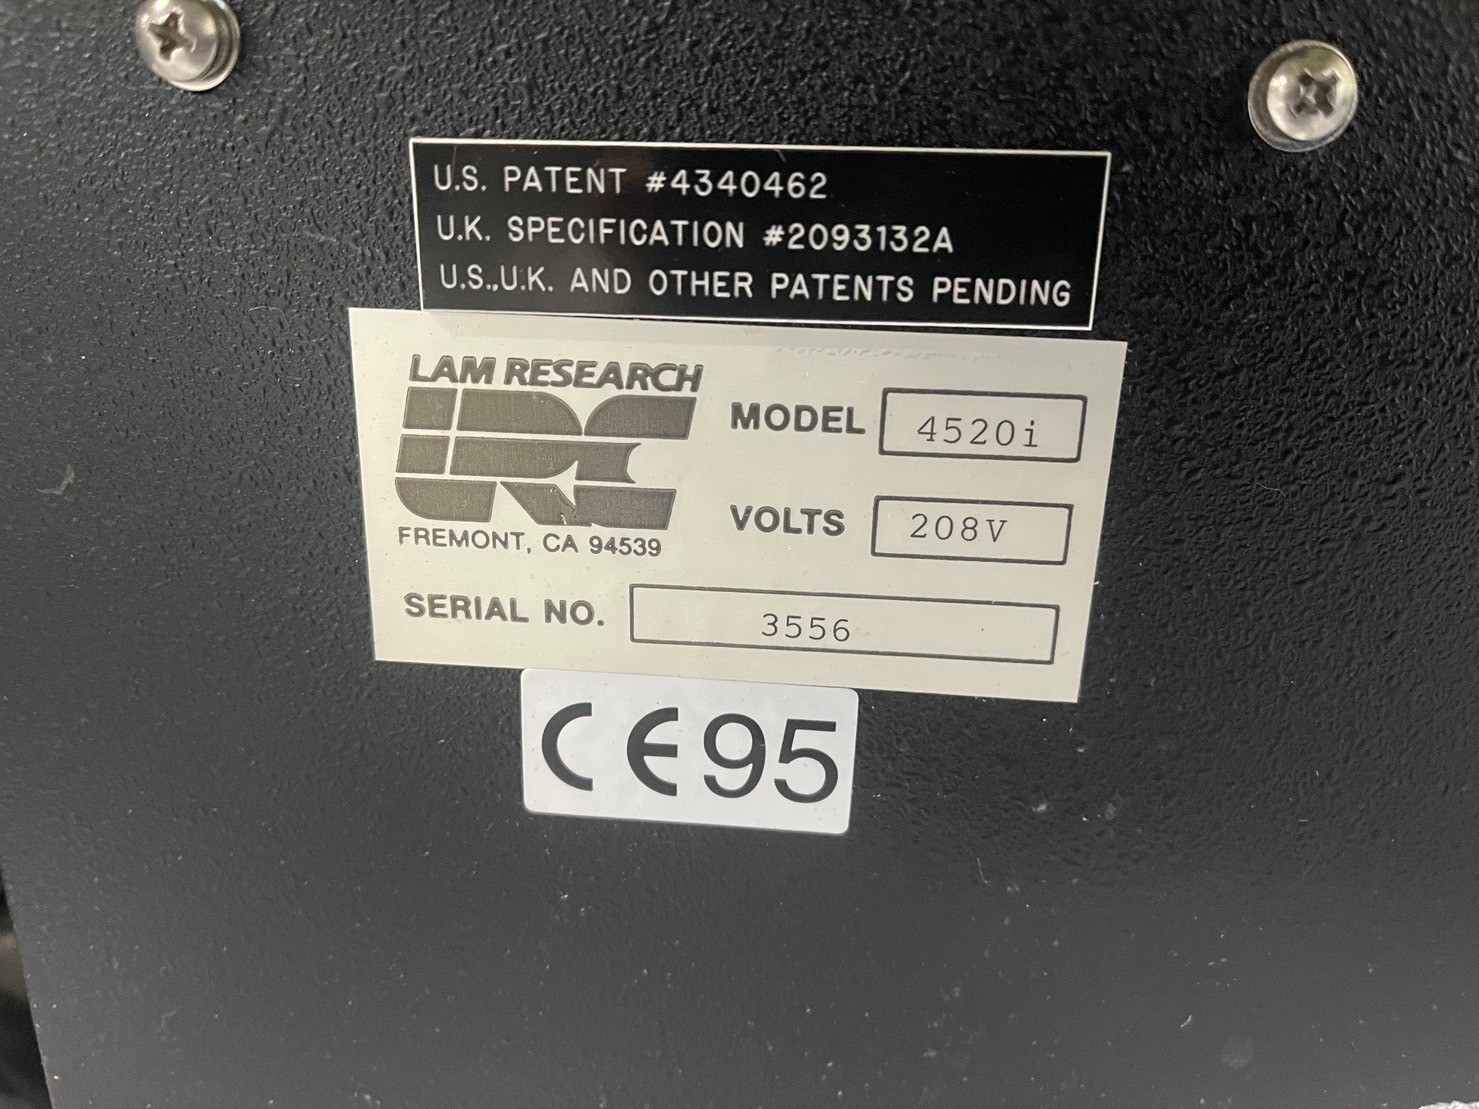 U.S. PATENT #4340462
U.K. SPECIFICATION #2093132A
U.S.,U.K. AND OTHER PATENTS PENDING
LAM RESEARCH
FREMONT, CA 94539
MODEL 4520i
VOLTS 208V
SERIAL NO. 3556
CE95